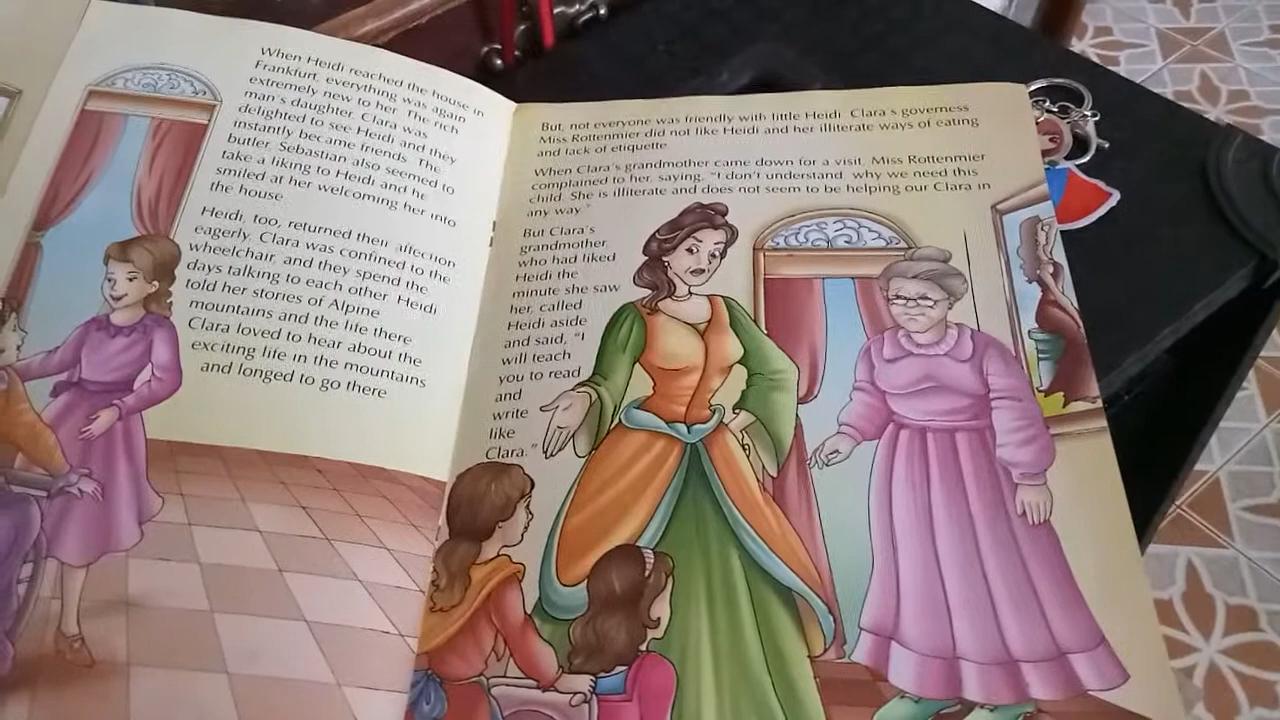 When Heidi reached the house in
Frankfurt, everything was again
extremely new to her. The rich
man's daughter, Clara was
delighted to see Heidi and they
instantly became friends. The
butler, Sebastian also seemed to
take a liking to Heidi and he
smiled at her welcoming her into
the house.
Heidi, too, returned their affection
eagerly. Clara was confined to the
wheelchair, and they spend the
days talking to each other. Heidi
told her stories of Alpine
mountains and the life there
Clara loved to hear about the
exciting life in the mountains
and longed to go there
But, not everyone was friendly with little Heidi. Clara's governess
Miss Rottenmier did not like Heidi and her illiterate ways of eating
and lack of etiquette.
When Clara's grandmother came down for a visit, Miss Rottenmier
complained to her, saying, "I don't understand why we need this
child. She is illiterate and does not seem to be helping our Clara in
any way"
But Clara's
grandmother
who had liked
Heidi the
minute she saw
her, called
Heidi aside
and said, "I
will teach
you to read
and
write
like
Clara."